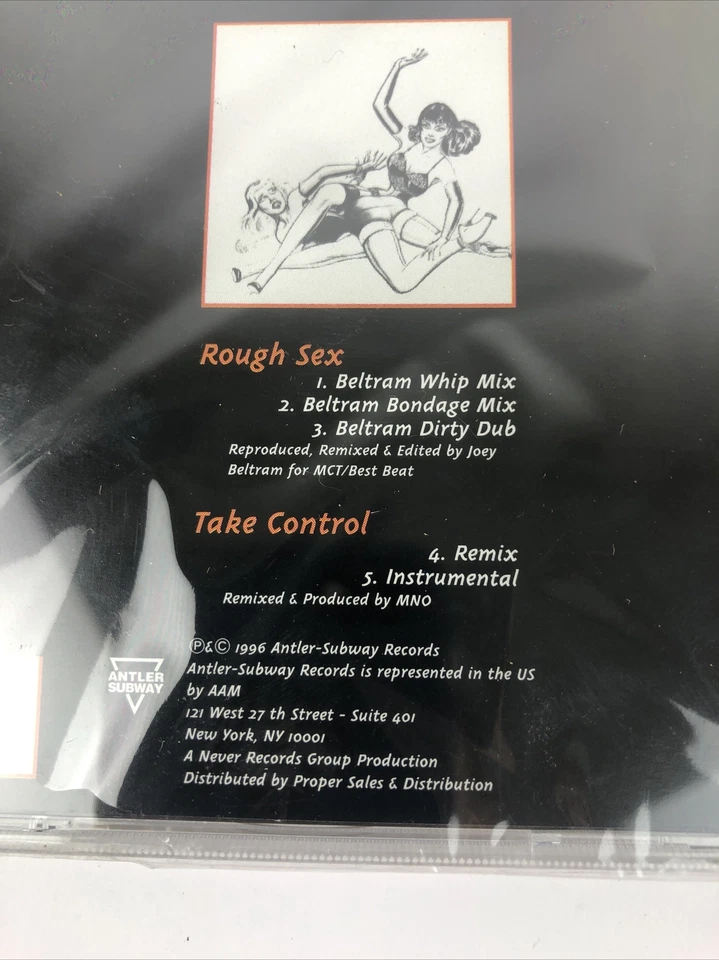 Rough Sex
1. Beltram Whip Mix
2. Beltram Bondage Mix
3. Beltram Dirty Dub
Reproduced, Remixed & Edited by Joey
Beltram for MCT/Best Beat
Take Control
4. Remix
5. Instrumental
Remixed & Produced by MNO
℗&© 1996 Antler-Subway Records
Antler-Subway Records is represented in the US
by AAM
121 West 27 th Street - Suite 401
New York, NY 10001
A Never Records Group Production
Distributed by Proper Sales & Distribution
ANTLER
SUBWAY